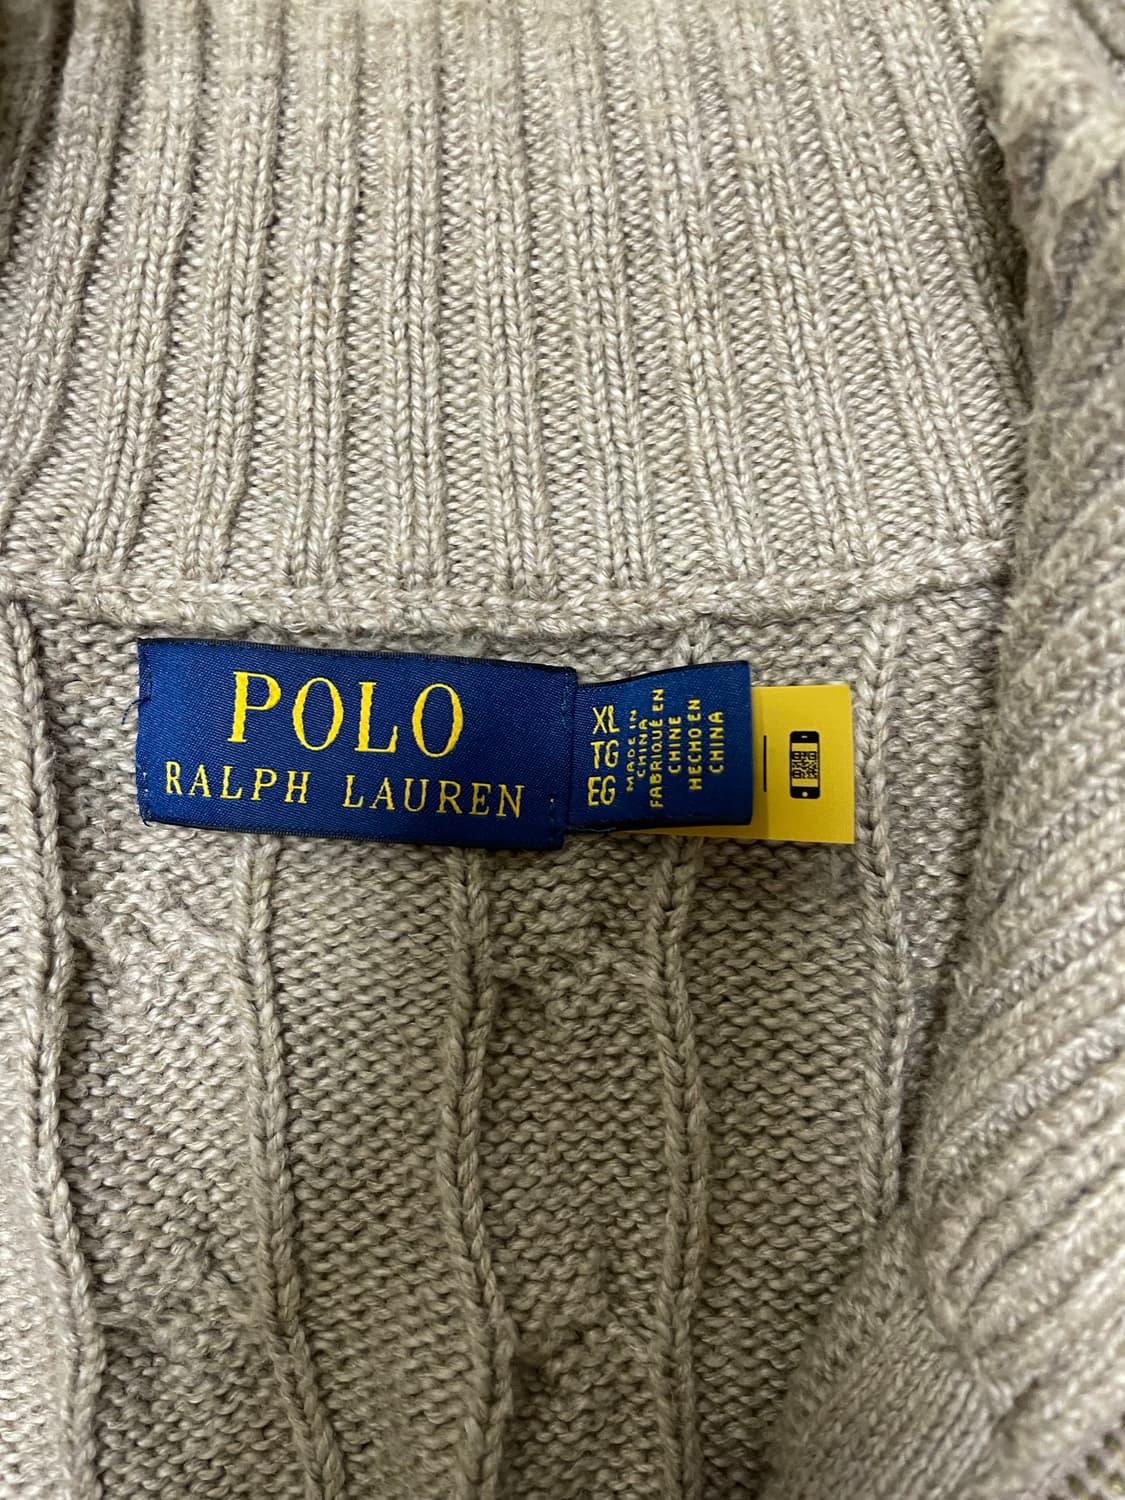 POLO
RALPH LAUREN
XL
TG
EG
MADE IN
CHINA
FABRIQUÉ EN
CHINE
HECHO EN
CHINA